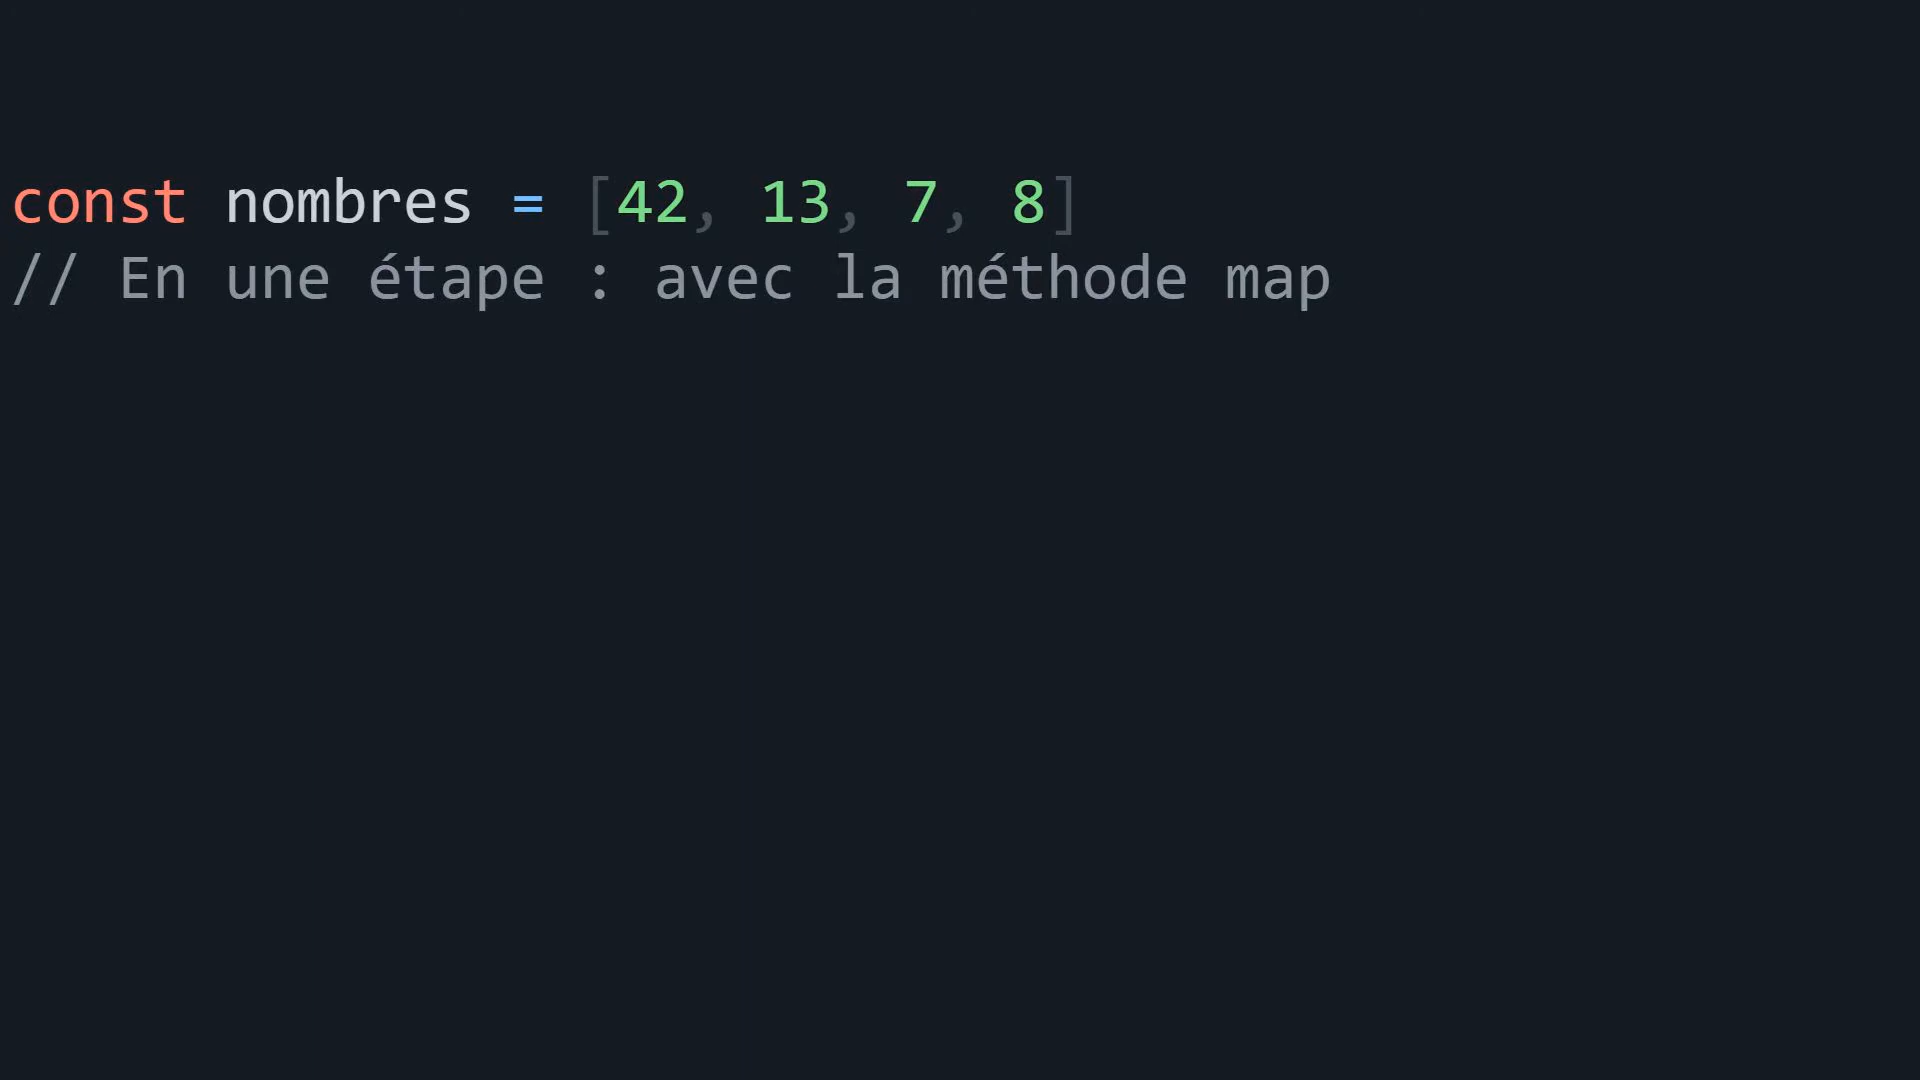 const nombres = [42, 13, 7, 8]
// En une étape : avec la méthode map